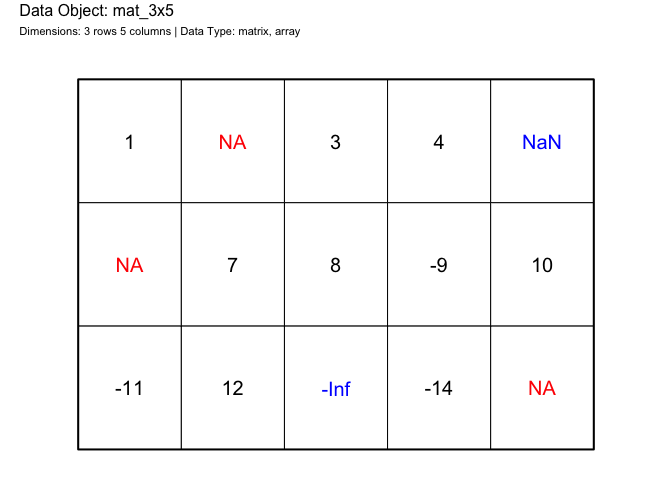 Data Object: mat_3x5
Dimensions: 3 rows 5 columns | Data Type: matrix, array
1 NA 3 4 NaN
NA 7 8 -9 10
-11 12 -Inf -14 NA